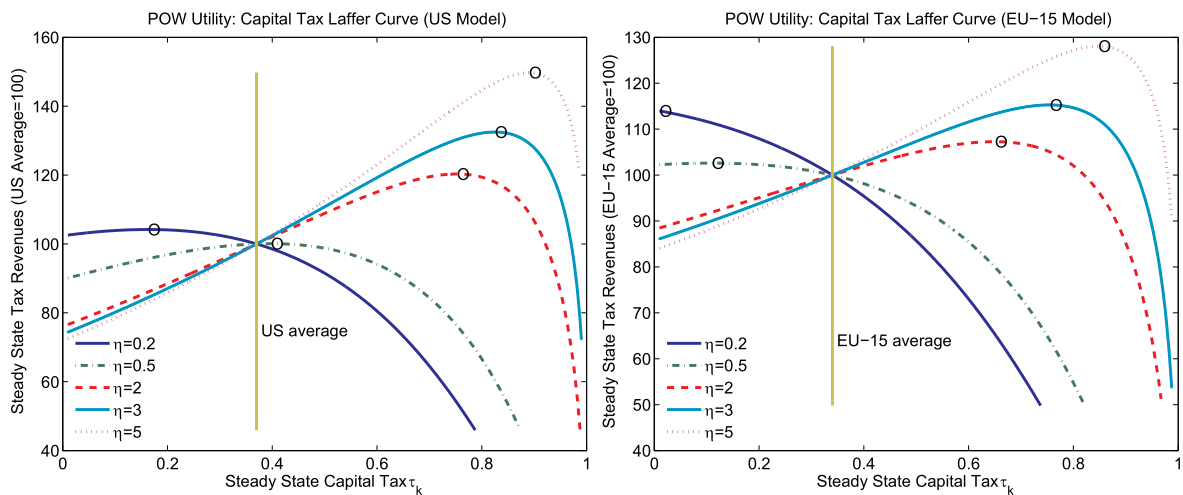 POW Utility: Capital Tax Laffer Curve (US Model)
Steady State Tax Revenues (US Average=100)
160
140
120
100
80
60
40
US average
η=0.2
η=0.5
η=2
η=3
η=5
0
0.2
0.4
0.6
0.8
1
Steady State Capital Taxτk
POW Utility: Capital Tax Laffer Curve (EU−15 Model)
Steady State Tax Revenues (EU−15 Average=100)
130
120
110
100
90
80
70
60
50
40
EU−15 average
η=0.2
η=0.5
η=2
η=3
η=5
0
0.2
0.4
0.6
0.8
1
Steady State Capital Taxτk